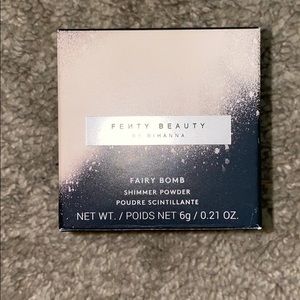 FENTY BEAUTY
BY RIHANNA
FAIRY BOMB
SHIMMER POWDER
POUDRE SCINTILLANTE
NET WT. / POIDS NET 6g / 0.21 OZ.